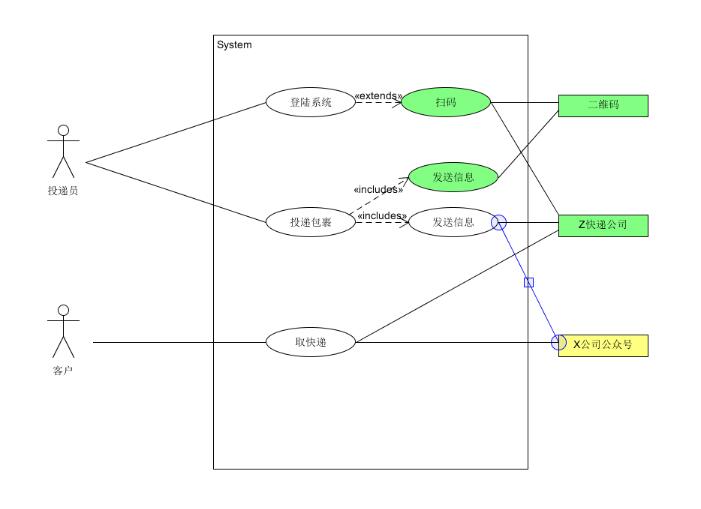 System
登陆系统
«extends»
扫码
二维码
投递员
«includes»
发送信息
投递包裹
«includes»
发送信息
Z快递公司
客户
取快递
X公司公众号